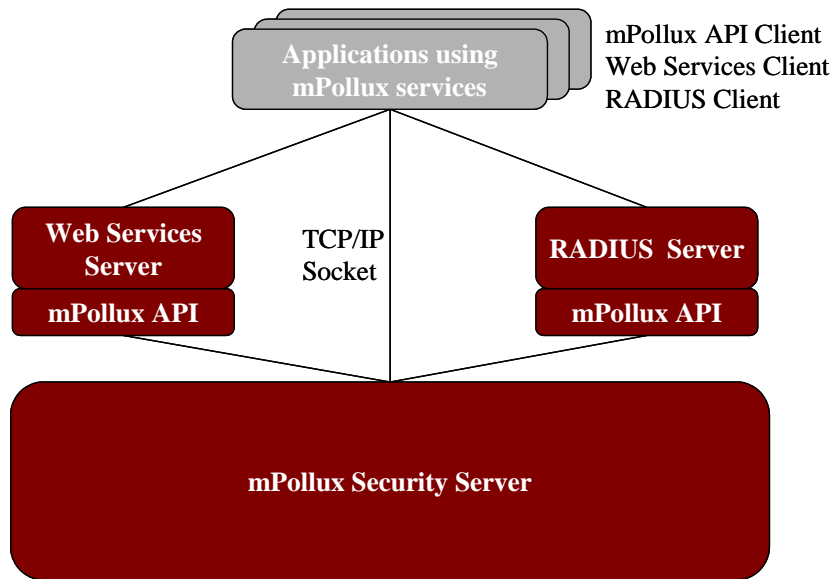 Applications using
mPollux services
mPollux API Client
Web Services Client
RADIUS Client
Web Services
Server
mPollux API
TCP/IP
Socket
RADIUS Server
mPollux API
mPollux Security Server